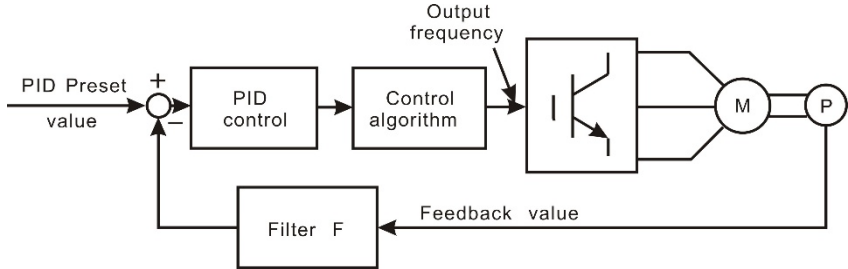 Output
frequency
PID Preset
value
+
−
PID
control
Control
algorithm
M
P
Filter F
Feedback value